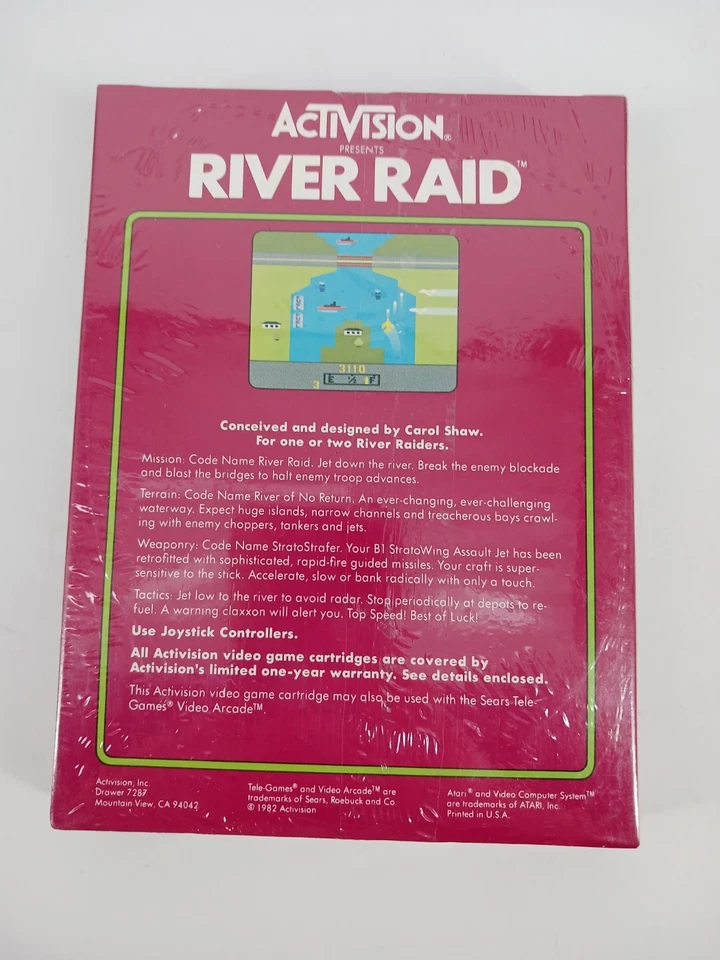 ACTIVISION®
PRESENTS
RIVER RAID™
3110
3 E ½ F
Conceived and designed by Carol Shaw.
For one or two River Raiders.
Mission: Code Name River Raid. Jet down the river. Break the enemy blockade
and blast the bridges to halt enemy troop advances.
Terrain: Code Name River of No Return. An ever-changing, ever-challenging
waterway. Expect huge islands, narrow channels and treacherous bays crawl-
ing with enemy choppers, tankers and jets.
Weaponry: Code Name StratoStrafer. Your B1 StratoWing Assault Jet has been
retrofitted with sophisticated, rapid-fire guided missiles. Your craft is super-
sensitive to the stick. Accelerate, slow or bank radically with only a touch.
Tactics: Jet low to the river to avoid radar. Stop periodically at depots to re-
fuel. A warning claxxon will alert you. Top Speed! Best of Luck!
Use Joystick Controllers.
All Activision video game cartridges are covered by
Activision's limited one-year warranty. See details enclosed.
This Activision video game cartridge may also be used with the Sears Tele-
Games® Video Arcade™.
Activision, Inc.
Drawer 7287
Mountain View, CA 94042
Tele-Games® and Video Arcade™ are
trademarks of Sears, Roebuck and Co.
© 1982 Activision
Atari® and Video Computer System™
are trademarks of ATARI, Inc.
Printed in U.S.A.